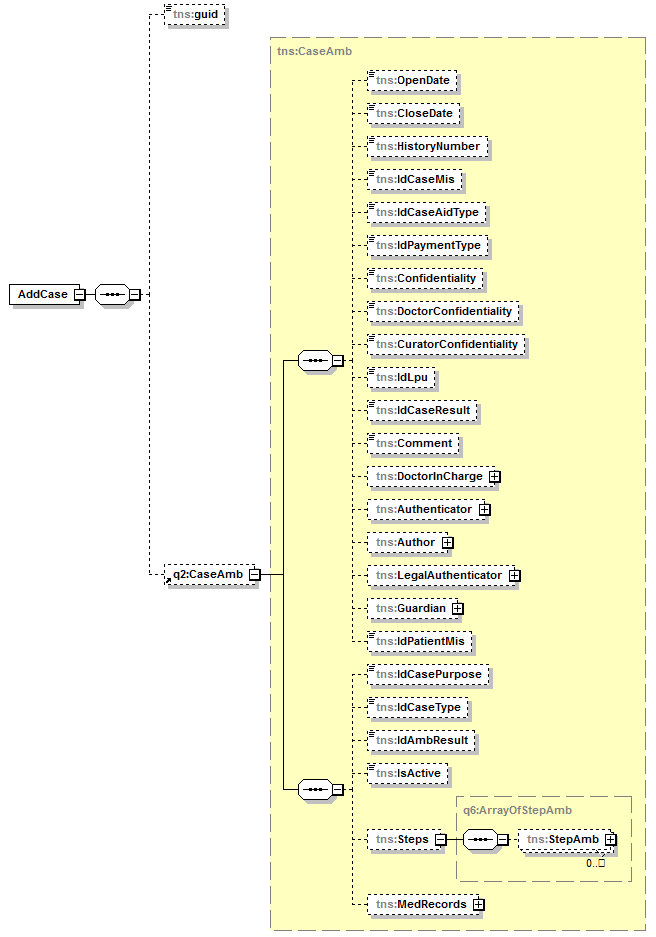 tns:guid
tns:CaseAmb
tns:OpenDate
tns:CloseDate
tns:HistoryNumber
tns:IdCaseMis
tns:IdCaseAidType
tns:IdPaymentType
tns:Confidentiality
AddCase
tns:DoctorConfidentiality
tns:CuratorConfidentiality
tns:IdLpu
tns:IdCaseResult
tns:Comment
tns:DoctorInCharge
tns:Authenticator
tns:Author
q2:CaseAmb
tns:LegalAuthenticator
tns:Guardian
tns:IdPatientMis
tns:IdCasePurpose
tns:IdCaseType
tns:IdAmbResult
tns:IsActive
q6:ArrayOfStepAmb
tns:Steps
tns:StepAmb
0..□
tns:MedRecords